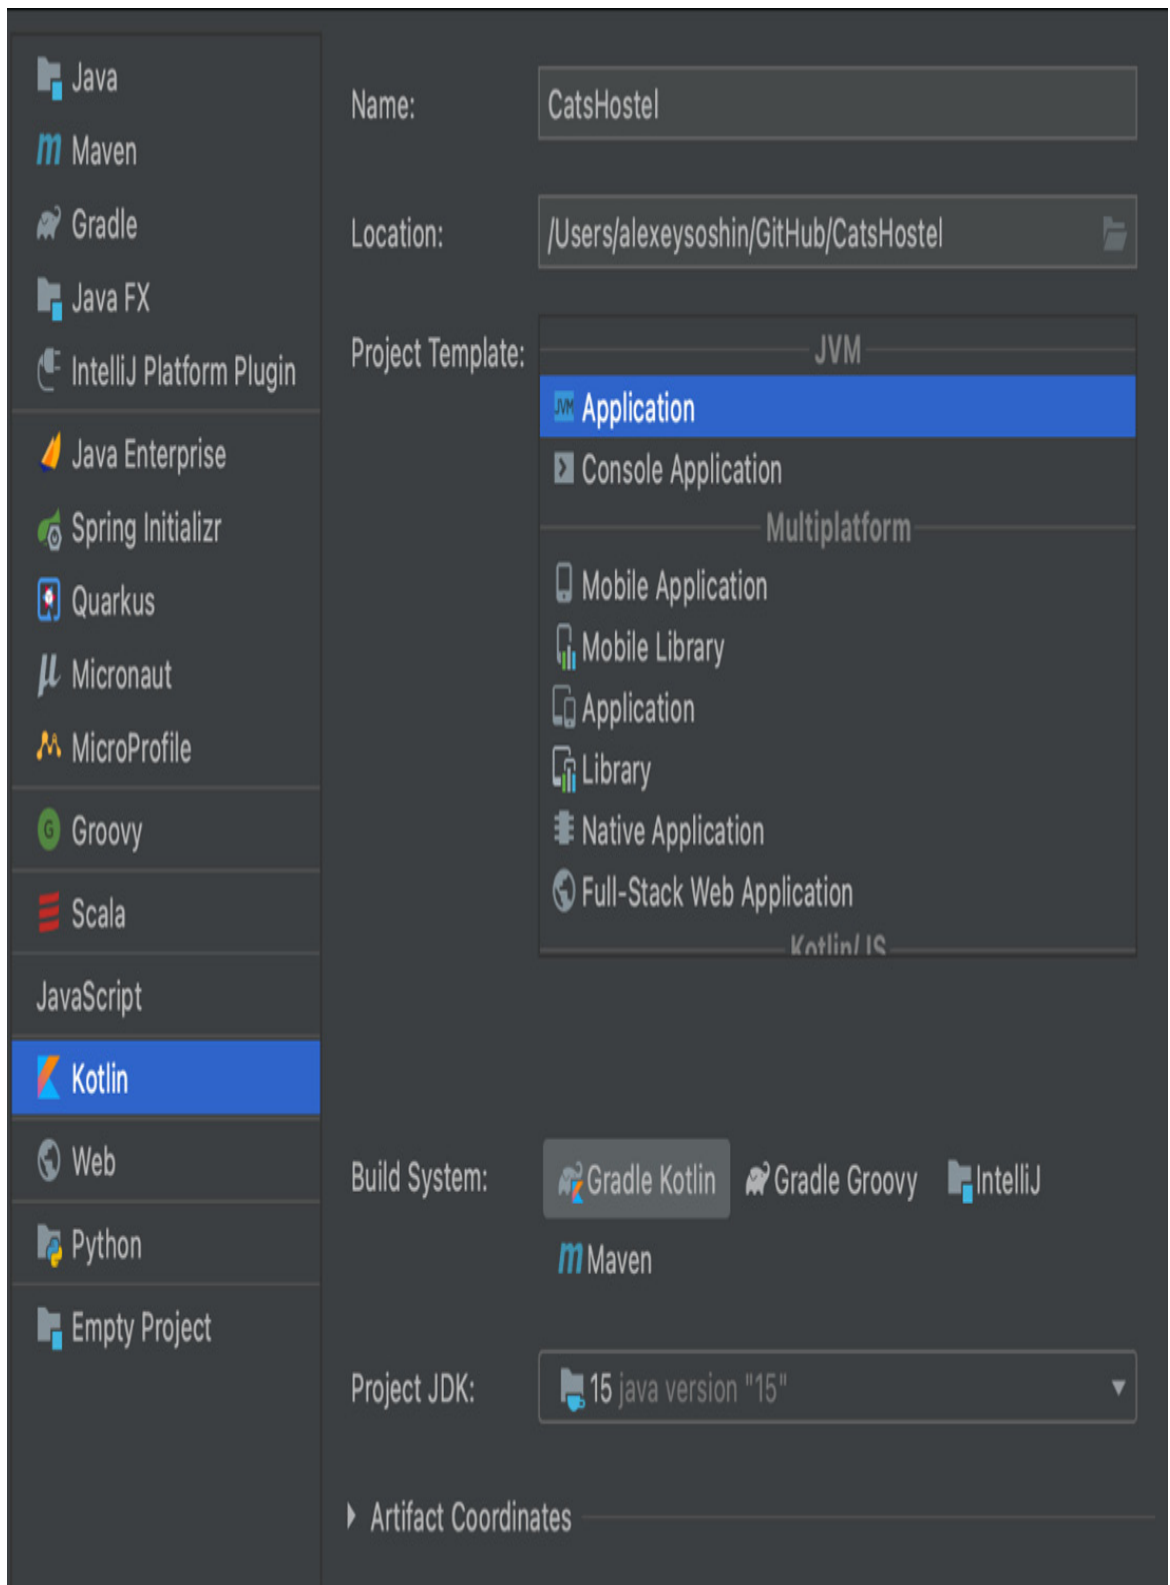 Java
Maven
Gradle
Java FX
IntelliJ Platform Plugin
Java Enterprise
Spring Initializr
Quarkus
Micronaut
MicroProfile
Groovy
Scala
JavaScript
Kotlin
Web
Python
Empty Project
Name: CatsHostel
Location: /Users/alexeysoshin/GitHub/CatsHostel
Project Template:
JVM
Application
Console Application
Multiplatform
Mobile Application
Mobile Library
Application
Library
Native Application
Full-Stack Web Application
Kotlin/JS
Build System: Gradle Kotlin Gradle Groovy IntelliJ
Maven
Project JDK: 15 java version "15"
Artifact Coordinates